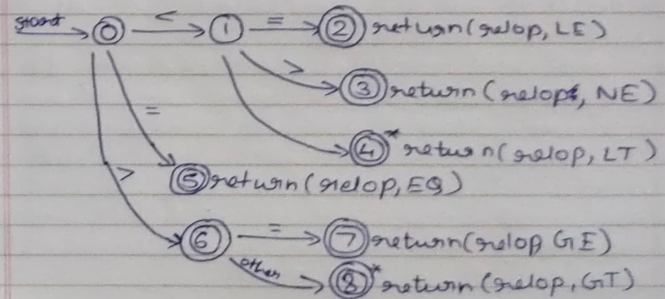 start 0 < 1 = 2 return(relop, LE)
> 3 return(relop, NE)
= 4 * return(relop, LT)
> 5 return(relop, EQ)
6 = 7 return(relop GE)
other 8 * return(relop, GT)